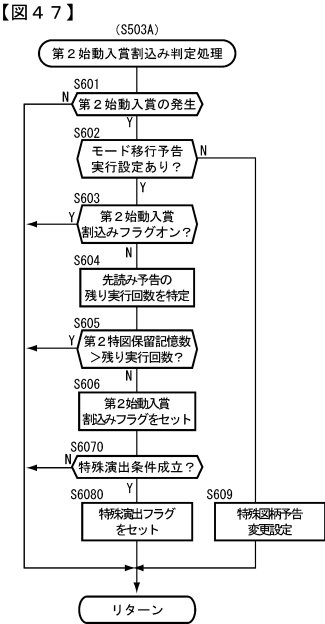 【図４７】
(S503A)
第２始動入賞割込み判定処理
S601
N
第２始動入賞の発生
Y
S602
モード移行予告
実行設定あり？
N
Y
S603
Y
第２始動入賞
割込みフラグオン？
N
S604
先読み予告の
残り実行回数を特定
S605
Y
第２特図保留記憶数
＞残り実行回数？
N
S606
第２始動入賞
割込みフラグをセット
S6070
N
特殊演出条件成立？
Y
S6080
特殊演出フラグ
をセット
S609
特殊図柄予告
変更設定
リターン